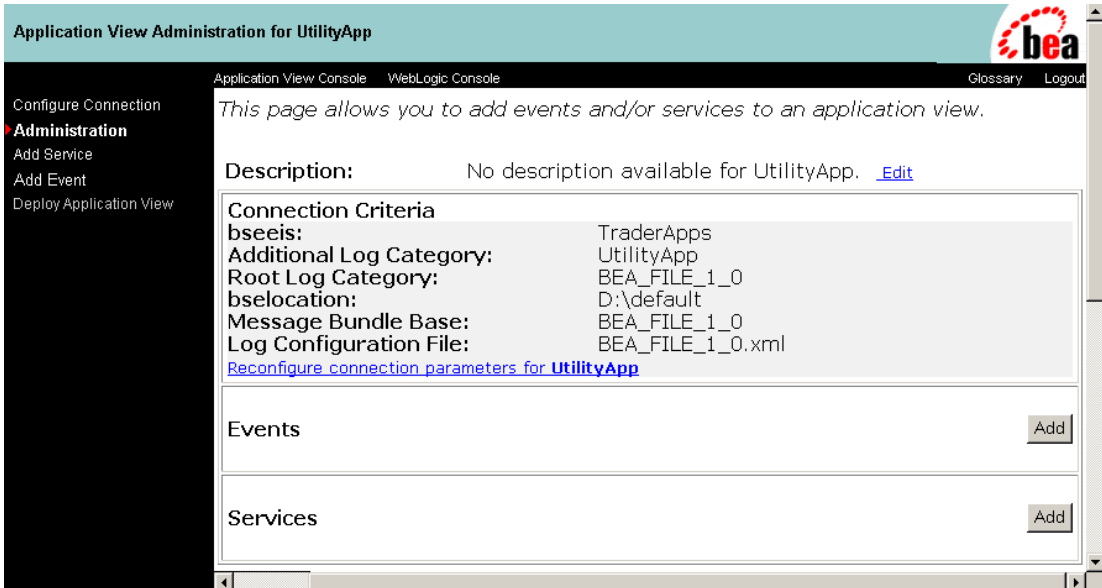 Application View Administration for UtilityApp
bea
Application View Console WebLogic Console Glossary Logout
Configure Connection
Administration
Add Service
Add Event
Deploy Application View
This page allows you to add events and/or services to an application view.
Description: No description available for UtilityApp. Edit
Connection Criteria
bseeis: TraderApps
Additional Log Category: UtilityApp
Root Log Category: BEA_FILE_1_0
bselocation: D:\default
Message Bundle Base: BEA_FILE_1_0
Log Configuration File: BEA_FILE_1_0.xml
Reconfigure connection parameters for UtilityApp
Events Add
Services Add